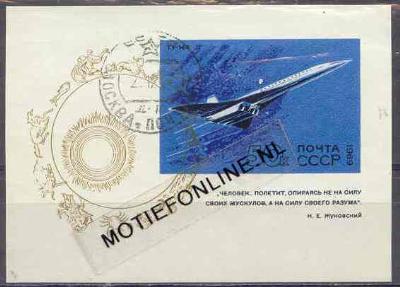 ТУ-144
МОСКВА
ПОЧТА
СССР
1969
MOTIEFONLINE.NL
„ЧЕЛОВЕК ПОЛЕТИТ, ОПИРАЯСЬ НЕ НА СИЛУ
СВОИХ МУСКУЛОВ, А НА СИЛУ СВОЕГО РАЗУМА"
Н. Е. Жуковский